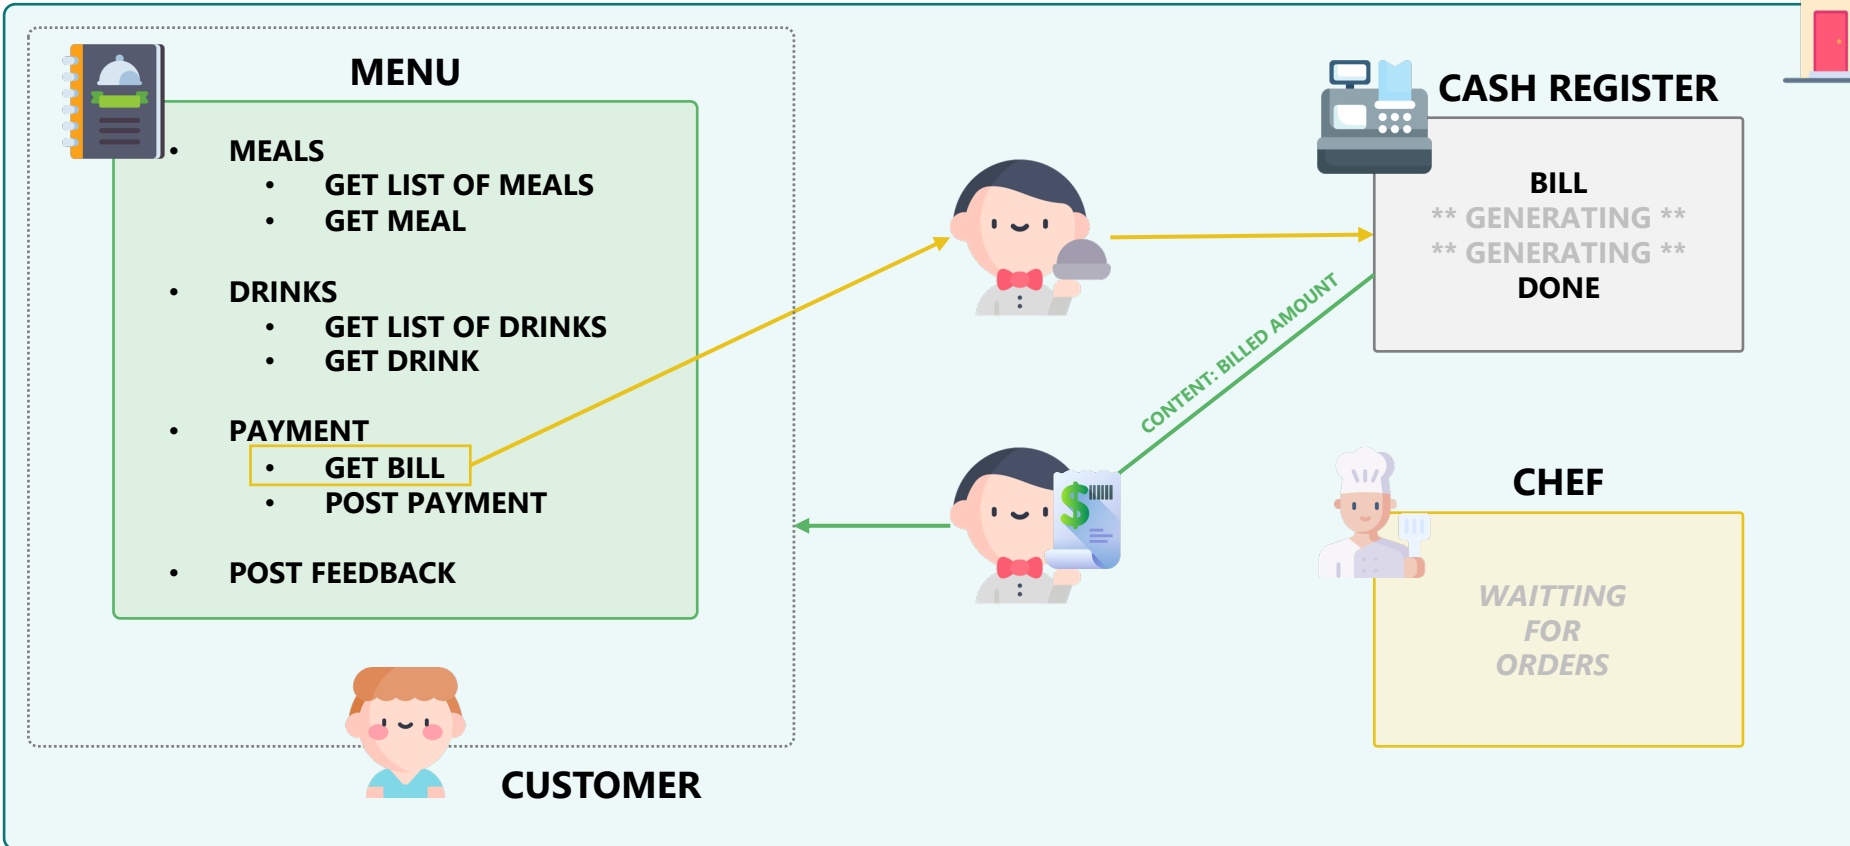 MENU
• MEALS
• GET LIST OF MEALS
• GET MEAL
• DRINKS
• GET LIST OF DRINKS
• GET DRINK
• PAYMENT
• GET BILL
• POST PAYMENT
• POST FEEDBACK
CUSTOMER
CONTENT: BILLED AMOUNT
$
CASH REGISTER
BILL
** GENERATING **
** GENERATING **
DONE
CHEF
WAITTING
FOR
ORDERS